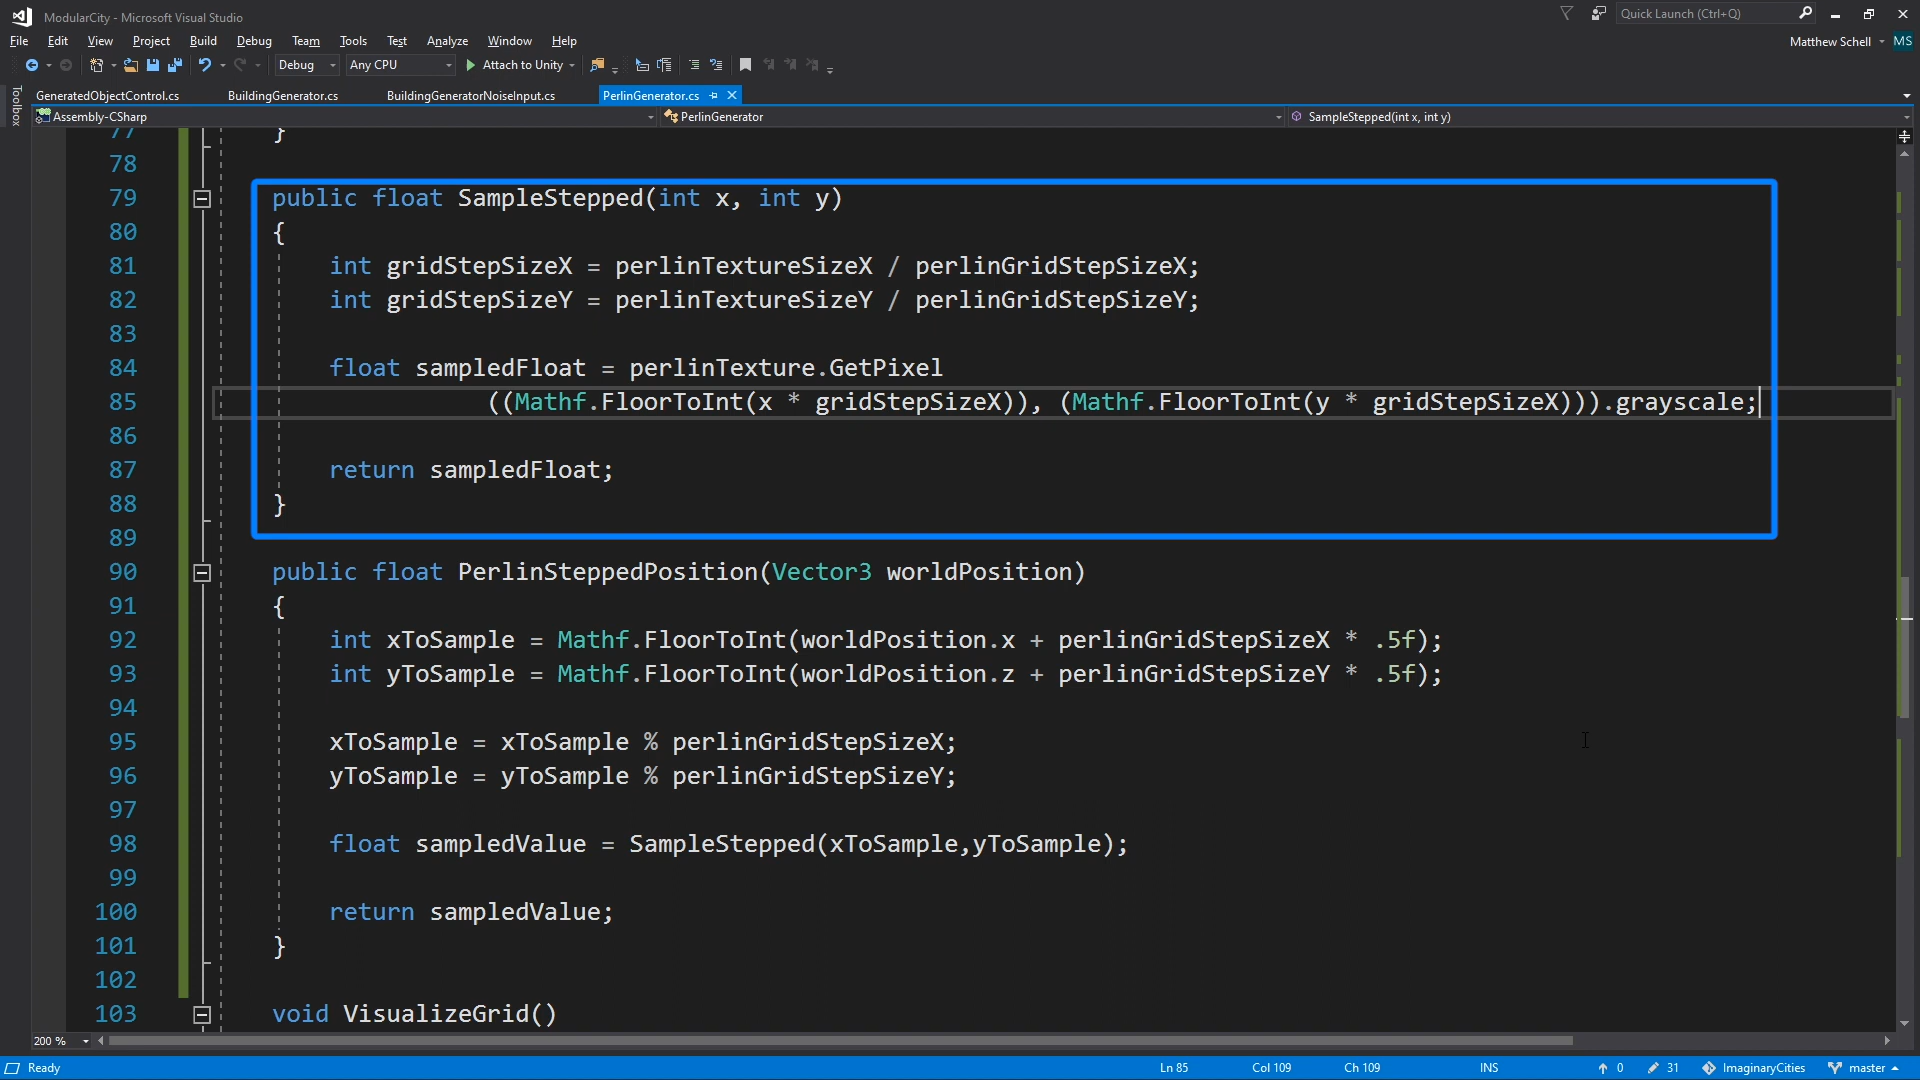 ModularCity - Microsoft Visual Studio
Quick Launch (Ctrl+Q)
File Edit View Project Build Debug Team Tools Test Analyze Window Help
Matthew Schell MS
Debug Any CPU Attach to Unity
Toolbox
GeneratedObjectControl.cs BuildingGenerator.cs BuildingGeneratorNoiseInput.cs PerlinGenerator.cs
Assembly-CSharp PerlinGenerator SampleStepped(int x, int y)
77 }
78
79 public float SampleStepped(int x, int y)
80 {
81 int gridStepSizeX = perlinTextureSizeX / perlinGridStepSizeX;
82 int gridStepSizeY = perlinTextureSizeY / perlinGridStepSizeY;
83
84 float sampledFloat = perlinTexture.GetPixel
85 ((Mathf.FloorToInt(x * gridStepSizeX)), (Mathf.FloorToInt(y * gridStepSizeX))).grayscale;
86
87 return sampledFloat;
88 }
89
90 public float PerlinSteppedPosition(Vector3 worldPosition)
91 {
92 int xToSample = Mathf.FloorToInt(worldPosition.x + perlinGridStepSizeX * .5f);
93 int yToSample = Mathf.FloorToInt(worldPosition.z + perlinGridStepSizeY * .5f);
94
95 xToSample = xToSample % perlinGridStepSizeX;
96 yToSample = yToSample % perlinGridStepSizeY;
97
98 float sampledValue = SampleStepped(xToSample,yToSample);
99
100 return sampledValue;
101 }
102
103 void VisualizeGrid()
200 %
Ready Ln 85 Col 109 Ch 109 INS 0 31 ImaginaryCities master